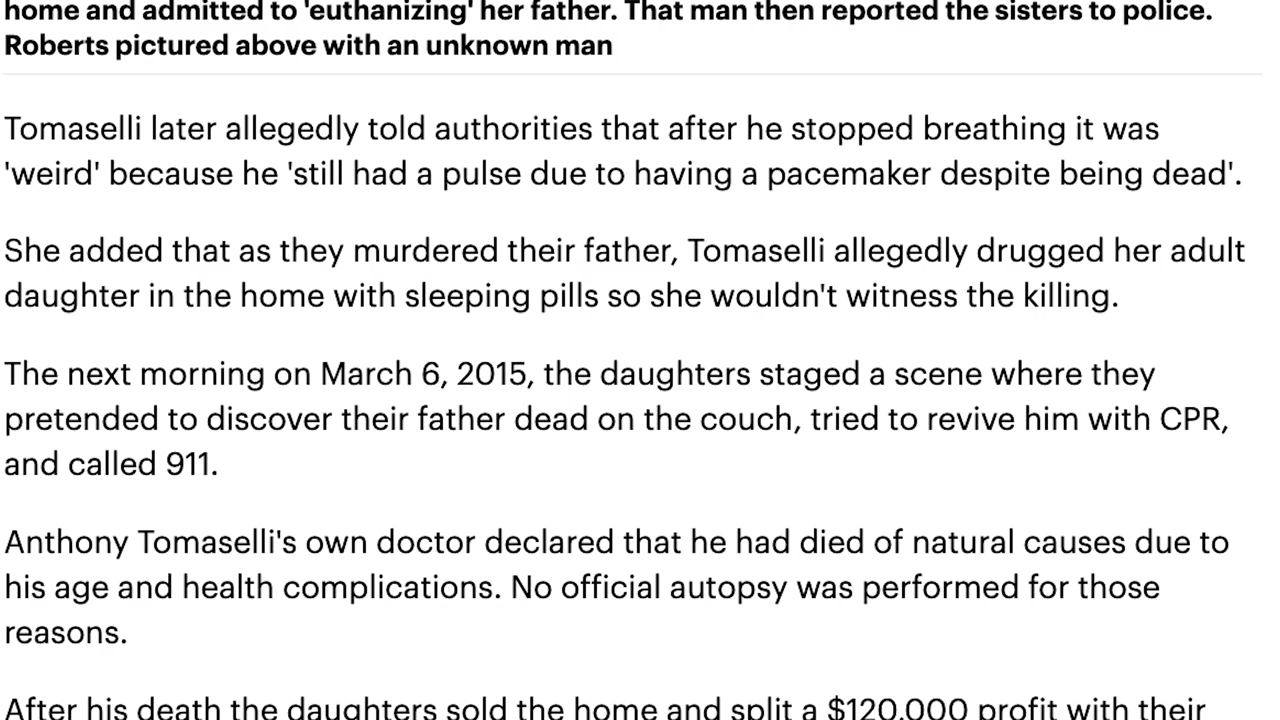 home and admitted to 'euthanizing' her father. That man then reported the sisters to police.
Roberts pictured above with an unknown man
Tomaselli later allegedly told authorities that after he stopped breathing it was
'weird' because he 'still had a pulse due to having a pacemaker despite being dead'.
She added that as they murdered their father, Tomaselli allegedly drugged her adult
daughter in the home with sleeping pills so she wouldn't witness the killing.
The next morning on March 6, 2015, the daughters staged a scene where they
pretended to discover their father dead on the couch, tried to revive him with CPR,
and called 911.
Anthony Tomaselli's own doctor declared that he had died of natural causes due to
his age and health complications. No official autopsy was performed for those
reasons.
After his death the daughters sold the home and split a $120,000 profit with their